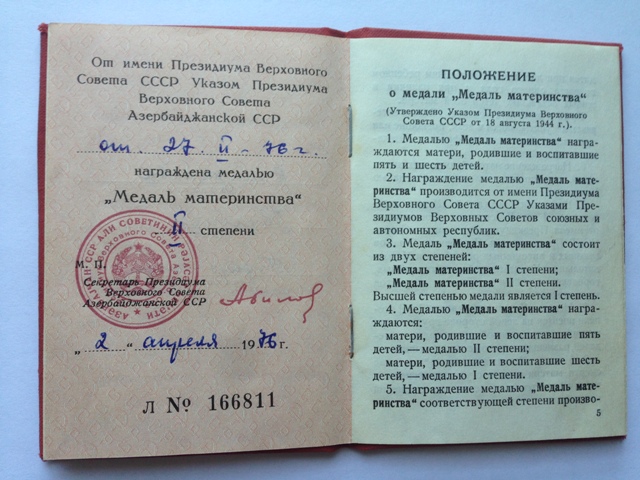 От имени Президиума Верховного
Совета СССР Указом Президиума
Верховного Совета
Азербайджанской ССР
от 27. II - 76 г.
награждена медалью
„Медаль материнства“
II степени
М. П.
Секретарь Президиума
Верховного Совета
Азербайджанской ССР
„ 2 “ апреля 1976 г.
Л № 166811
ПОЛОЖЕНИЕ
о медали „Медаль материнства“
(Утверждено Указом Президиума Верховного
Совета СССР от 18 августа 1944 г.).
1. Медалью „Медаль материнства“ награ-
ждаются матери, родившие и воспитавшие
пять и шесть детей.
2. Награждение медалью „Медаль мате-
ринства“ производится от имени Президиума
Верховного Совета СССР Указами Пре-
зидиумов Верховных Советов союзных и
автономных республик.
3. Медаль „Медаль материнства“ состоит
из двух степеней:
„Медаль материнства“ I степени;
„Медаль материнства“ II степени.
Высшей степенью медали является I степень.
4. Медалью „Медаль материнства“ награ-
ждаются:
матери, родившие и воспитавшие пять
детей, — медалью II степени;
матери, родившие и воспитавшие шесть
детей, — медалью I степени.
5. Награждение медалью „Медаль мате-
ринства“ соответствующей степени произво-
5